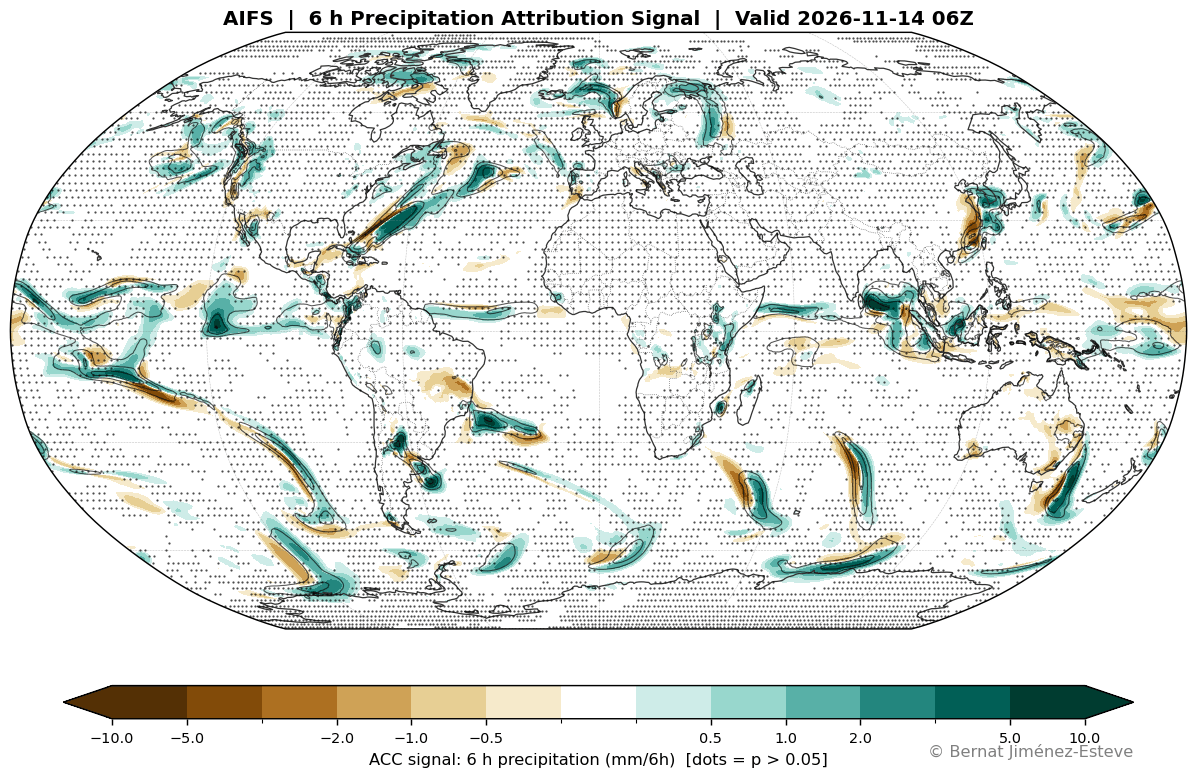 AIFS | 6 h Precipitation Attribution Signal | Valid 2026-11-14 06Z
−10.0 −5.0 −2.0 −1.0 −0.5 0.5 1.0 2.0 5.0 10.0
© Bernat Jiménez-Esteve
ACC signal: 6 h precipitation (mm/6h) [dots = p > 0.05]